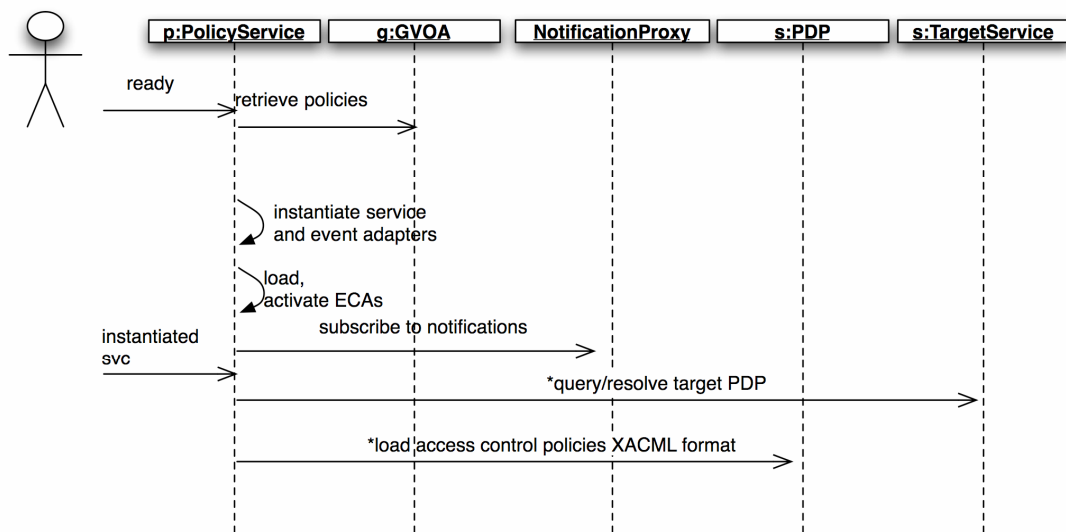 p:PolicyService
g:GVOA
NotificationProxy
s:PDP
s:TargetService
ready
retrieve policies
instantiate service
and event adapters
load,
activate ECAs
subscribe to notifications
instantiated
svc
*query/resolve target PDP
*load access control policies XACML format